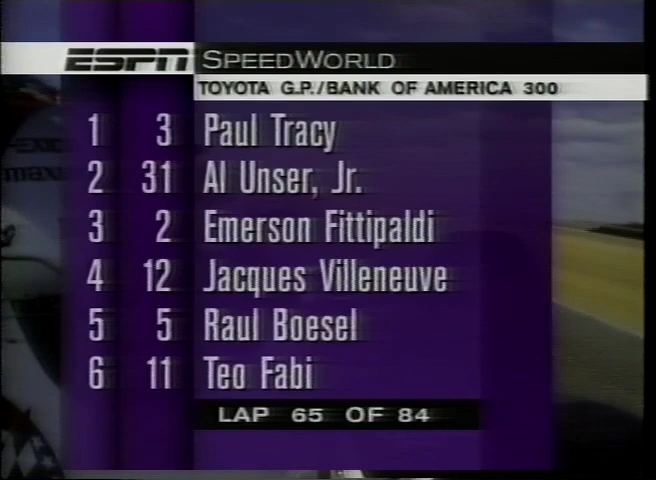 ESPN SPEEDWORLD
TOYOTA G.P./BANK OF AMERICA 300
1 3 Paul Tracy
2 31 Al Unser, Jr.
3 2 Emerson Fittipaldi
4 12 Jacques Villeneuve
5 5 Raul Boesel
6 11 Teo Fabi
LAP 65 OF 84